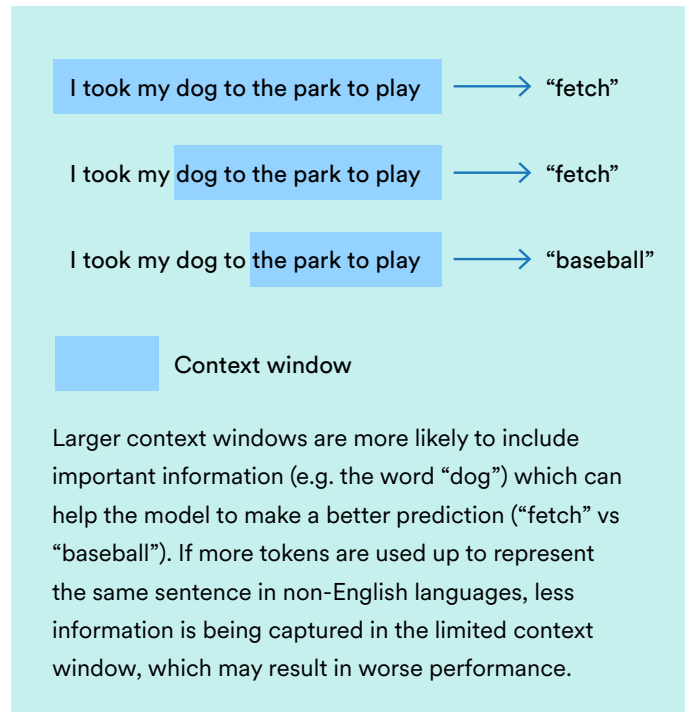 I took my dog to the park to play → “fetch”
I took my dog to the park to play → “fetch”
I took my dog to the park to play → “baseball”
Context window
Larger context windows are more likely to include
important information (e.g. the word “dog”) which can
help the model to make a better prediction (“fetch” vs
“baseball”). If more tokens are used up to represent
the same sentence in non-English languages, less
information is being captured in the limited context
window, which may result in worse performance.